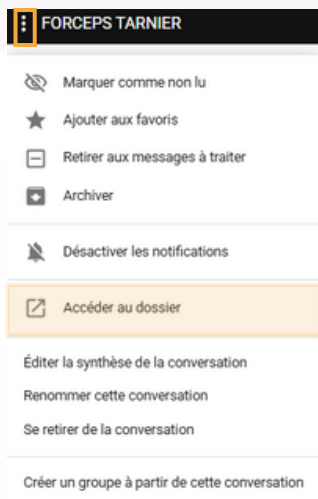 FORCEPS TARNIER
Marquer comme non lu
Ajouter aux favoris
Retirer aux messages à traiter
Archiver
Désactiver les notifications
Accéder au dossier
Éditer la synthèse de la conversation
Renommer cette conversation
Se retirer de la conversation
Créer un groupe à partir de cette conversation